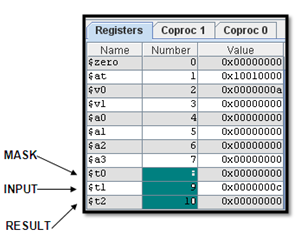 Registers Coproc 1 Coproc 0
Name Number Value
$zero 0 0x00000000
$at 1 0x10010000
$v0 2 0x0000000a
$v1 3 0x00000000
$a0 4 0x00000000
$a1 5 0x00000000
$a2 6 0x00000000
$a3 7 0x00000000
MASK $t0 0x00000000
INPUT $t1 9 0x0000000c
RESULT $t2 10 0x00000000